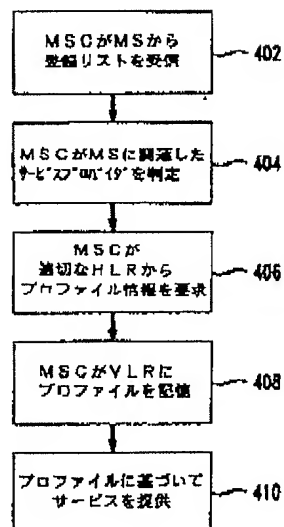 MSCがMSから
登録リストを受信
402
MSCがMSに関連した
サービスプロバイダを判定
404
MSCが
適切なHLRから
プロファイル情報を要求
406
MSCがVLRに
プロファイルを記憶
408
プロファイルに基づいて
サービスを提供
410